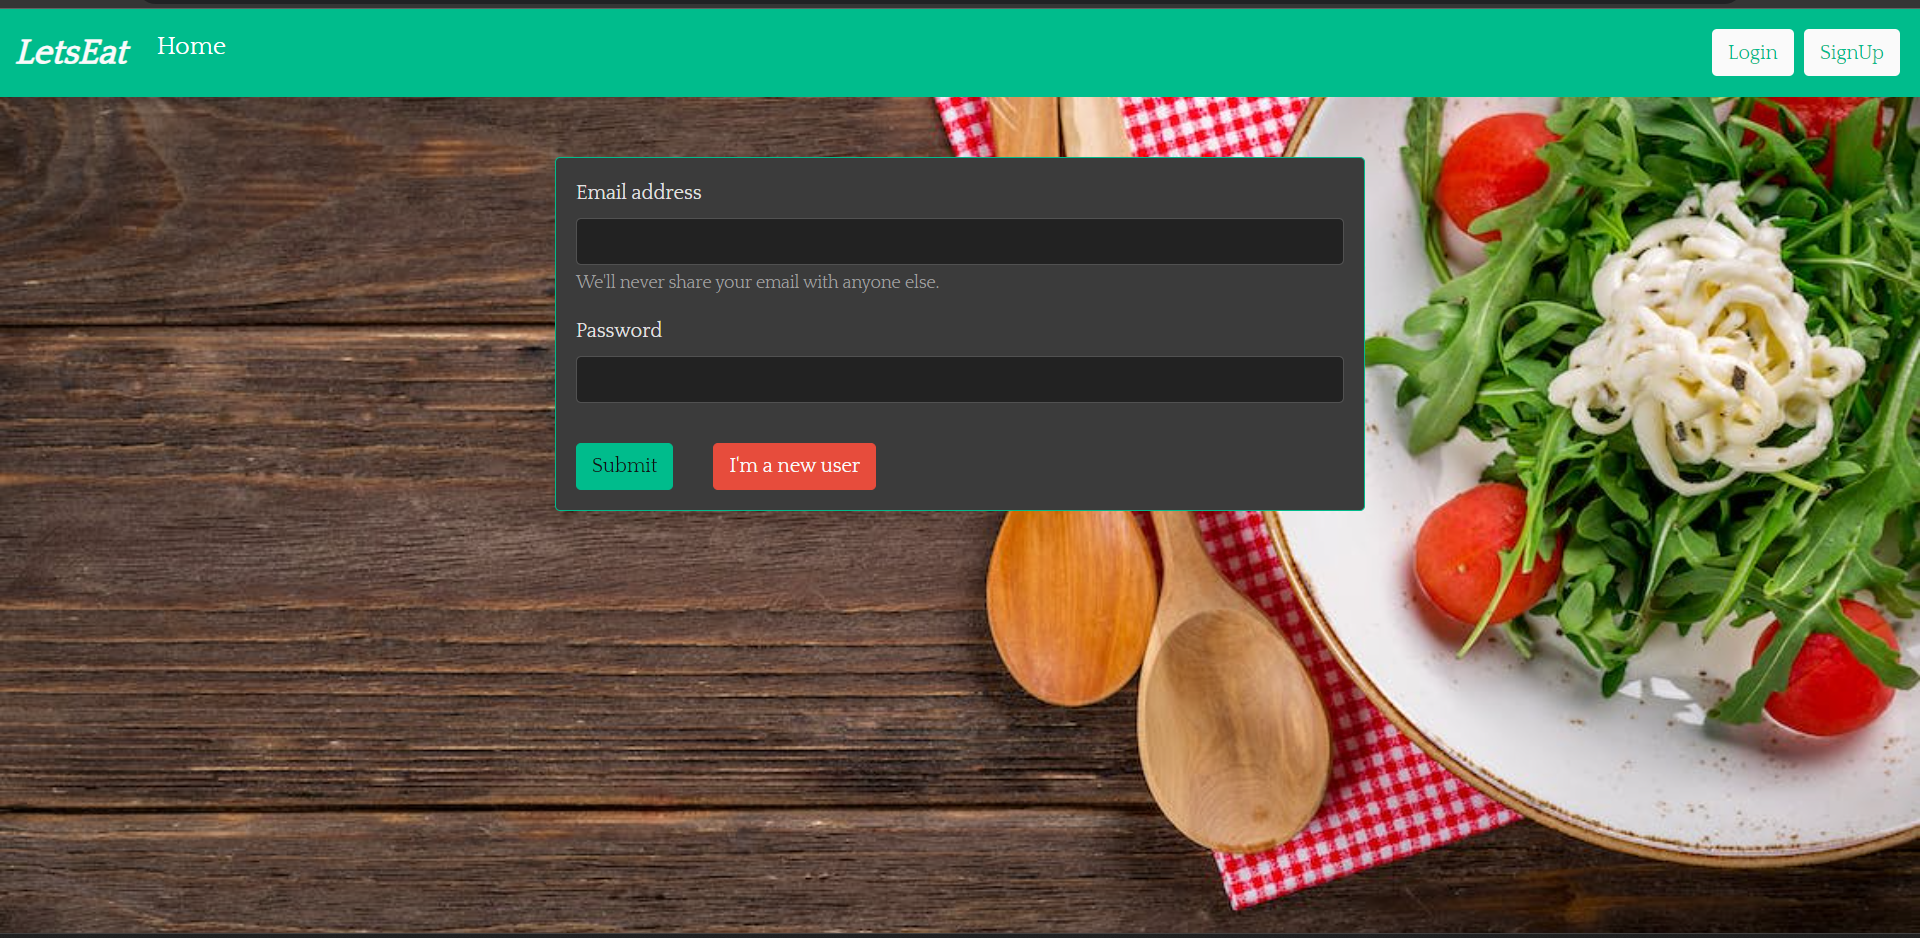 LetsEat Home Login SignUp
Email address
We'll never share your email with anyone else.
Password
Submit I'm a new user